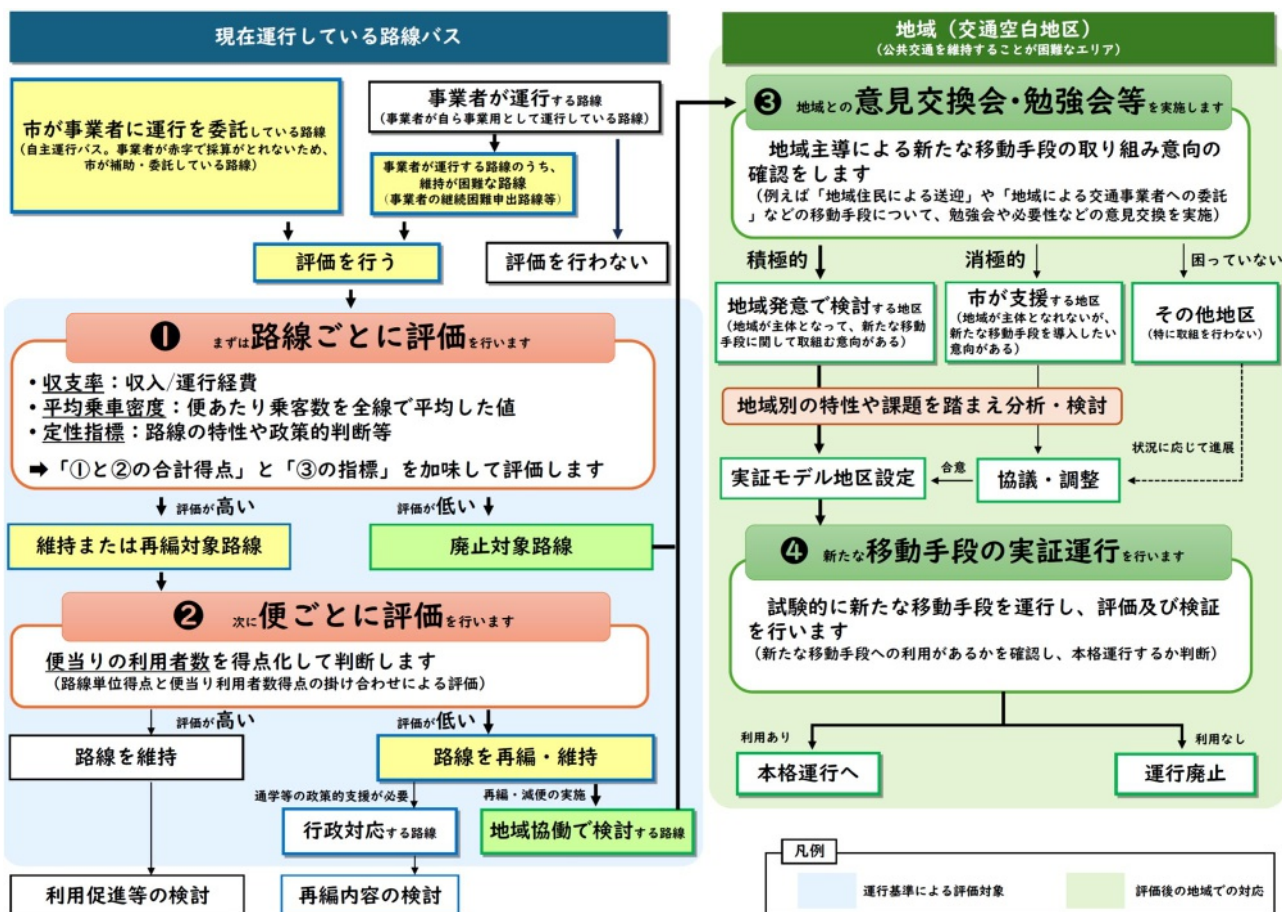 現在運行している路線バス
市が事業者に運行を委託している路線
(自主運行バス。事業者が赤字で採算がとれないため、
市が補助・委託している路線)
事業者が運行する路線
(事業者が自ら事業用として運行している路線)
事業者が運行する路線のうち、
維持が困難な路線
(事業者の継続困難申出路線等)
評価を行う
評価を行わない
❶ まずは路線ごとに評価を行います
・収支率：収入/運行経費
・平均乗車密度：便あたり乗客数を全線で平均した値
・定性指標：路線の特性や政策的判断等
➡「①と②の合計得点」と「③の指標」を加味して評価します
評価が高い
評価が低い
維持または再編対象路線
廃止対象路線
❷ 次に便ごとに評価を行います
便当りの利用者数を得点化して判断します
(路線単位得点と便当り利用者数得点の掛け合わせによる評価)
評価が高い
評価が低い
路線を維持
路線を再編・維持
通学等の政策的支援が必要
再編・減便の実施
行政対応する路線
地域協働で検討する路線
利用促進等の検討
再編内容の検討
地域（交通空白地区）
(公共交通を維持することが困難なエリア)
❸ 地域との意見交換会・勉強会等を実施します
地域主導による新たな移動手段の取り組み意向の
確認をします
(例えば「地域住民による送迎」や「地域による交通事業者への委託
」などの移動手段について、勉強会や必要性などの意見交換を実施)
積極的
消極的
困っていない
地域発意で検討する地区
(地域が主体となって、新たな移動
手段に関して取組む意向がある)
市が支援する地区
(地域が主体となれないが、
新たな移動手段を導入したい
意向がある)
その他地区
(特に取組を行わない)
地域別の特性や課題を踏まえ分析・検討
状況に応じて進展
実証モデル地区設定
合意
協議・調整
❹ 新たな移動手段の実証運行を行います
試験的に新たな移動手段を運行し、評価及び検証
を行います
(新たな移動手段への利用があるかを確認し、本格運行するか判断)
利用あり
利用なし
本格運行へ
運行廃止
凡例
運行基準による評価対象
評価後の地域での対応